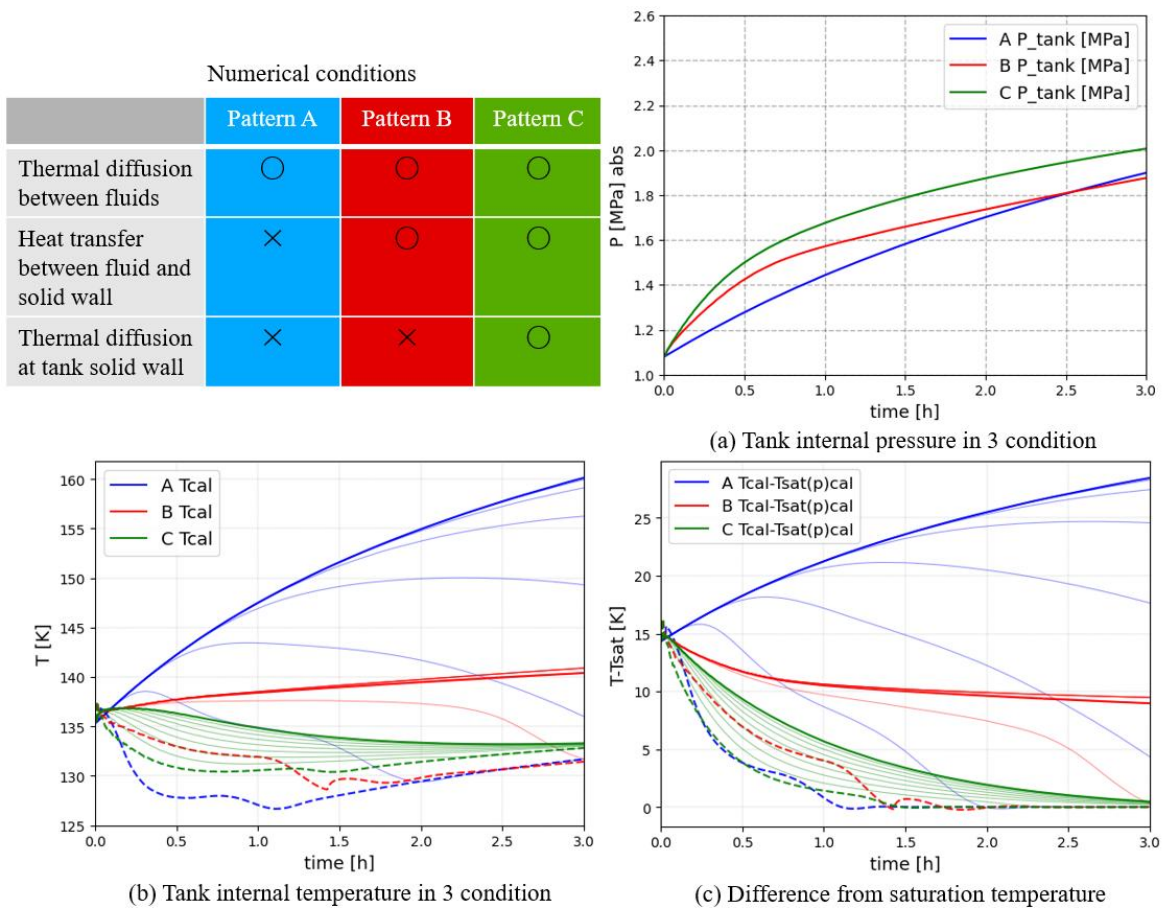 Numerical conditions
Pattern A Pattern B Pattern C
Thermal diffusion
between fluids
○ ○ ○
Heat transfer
between fluid and
solid wall
× ○ ○
Thermal diffusion
at tank solid wall
× × ○
A P_tank [MPa]
B P_tank [MPa]
C P_tank [MPa]
P [MPa] abs
2.6
2.4
2.2
2.0
1.8
1.6
1.4
1.2
1.0
0.0 0.5 1.0 1.5 2.0 2.5 3.0
time [h]
(a) Tank internal pressure in 3 condition
A Tcal
B Tcal
C Tcal
T [K]
160
155
150
145
140
135
130
125
0.0 0.5 1.0 1.5 2.0 2.5 3.0
time [h]
(b) Tank internal temperature in 3 condition
A Tcal-Tsat(p)cal
B Tcal-Tsat(p)cal
C Tcal-Tsat(p)cal
T-Tsat [K]
25
20
15
10
5
0
0.0 0.5 1.0 1.5 2.0 2.5 3.0
time [h]
(c) Difference from saturation temperature